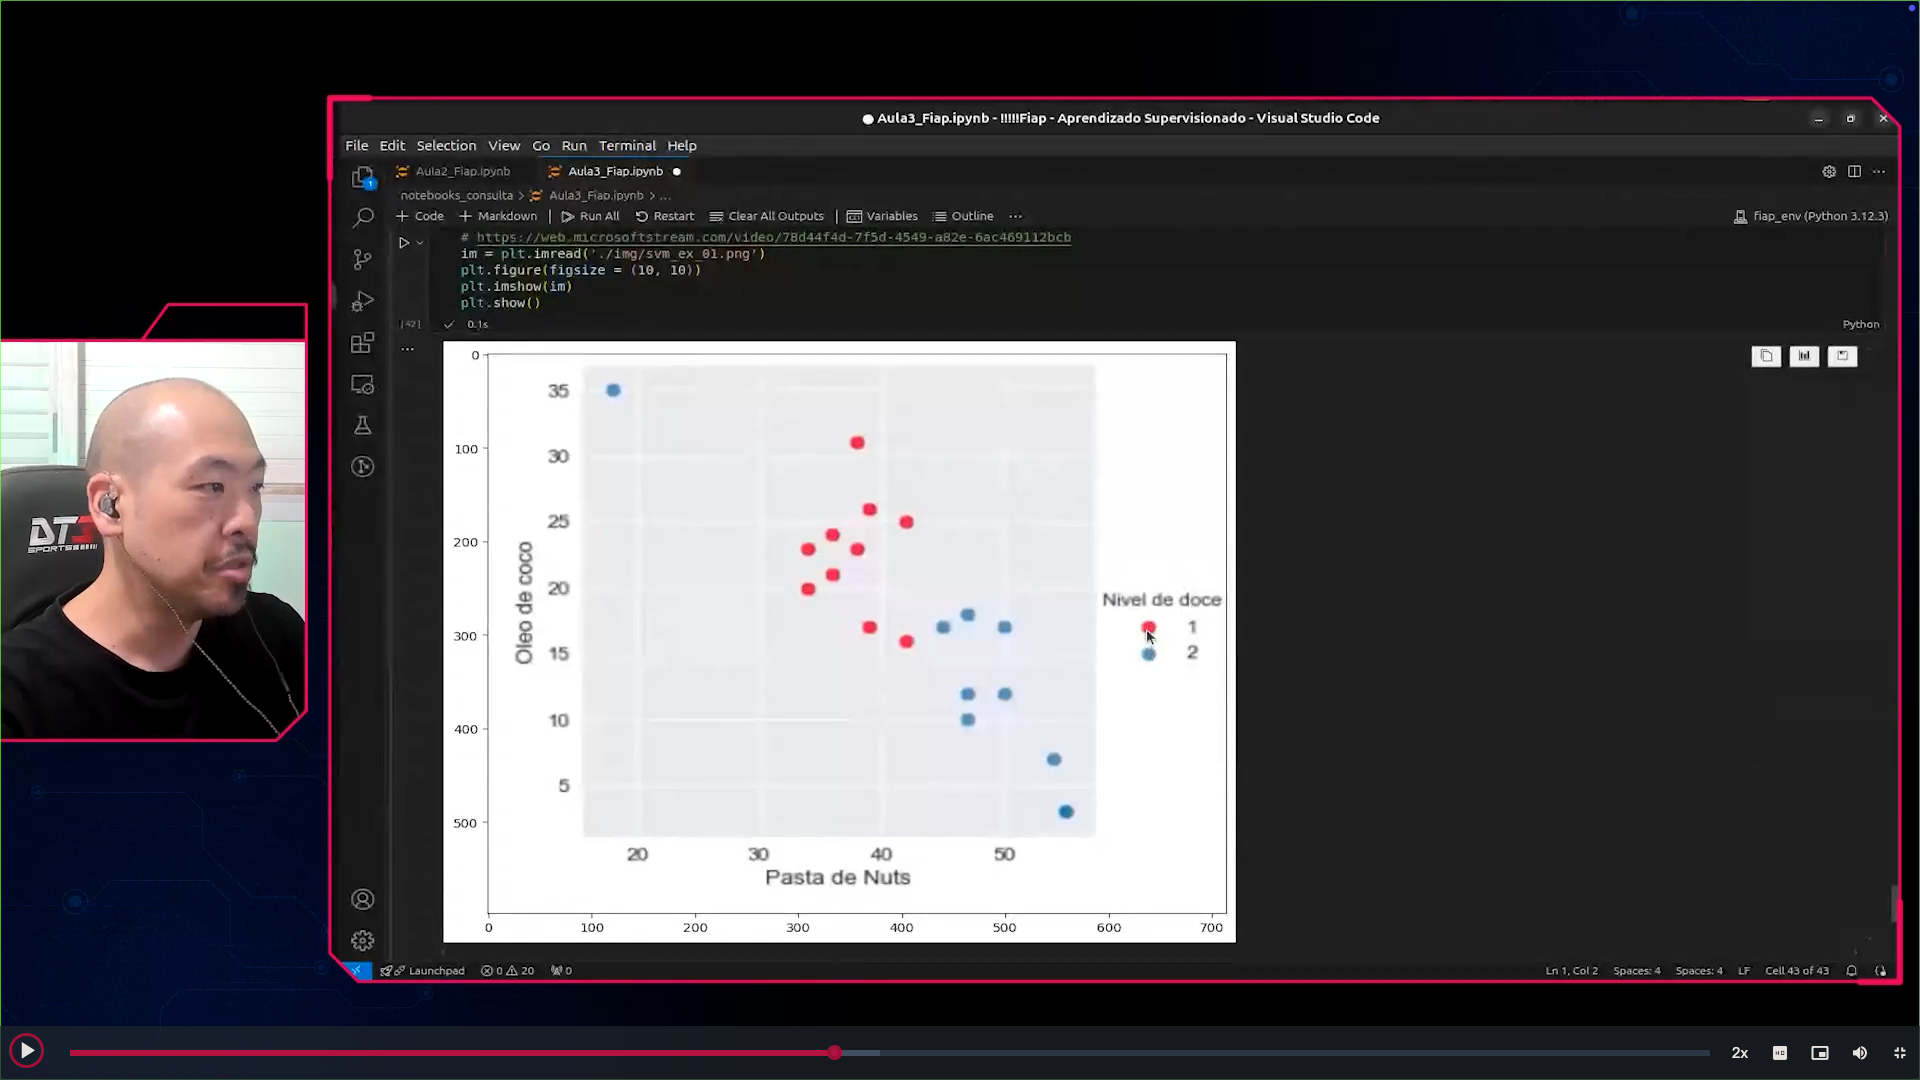 Aula3_Fiap.ipynb - !!!!!Fiap - Aprendizado Supervisionado - Visual Studio Code
File Edit Selection View Go Run Terminal Help
1
Aula2_Fiap.ipynb
Aula3_Fiap.ipynb
notebooks_consulta > Aula3_Fiap.ipynb > ...
Code
Markdown
Run All
Restart
Clear All Outputs
Variables
Outline
...
fiap_env (Python 3.12.3)
# https://web.microsoftstream.com/video/78d44f4d-7f5d-4549-a82e-6ac469112bcb
im = plt.imread('./img/svm_ex_01.png')
plt.figure(figsize = (10, 10))
plt.imshow(im)
plt.show()
[42]
0.1s
Python
0
100
200
300
400
500
Oleo de coco
35
30
25
20
15
10
5
20 30 40 50
Pasta de Nuts
Nivel de doce
1
2
0 100 200 300 400 500 600 700
DT3
SPORTS
Launchpad
0
20
0
Ln 1, Col 2
Spaces: 4
Spaces: 4
LF
Cell 43 of 43
2x
HD